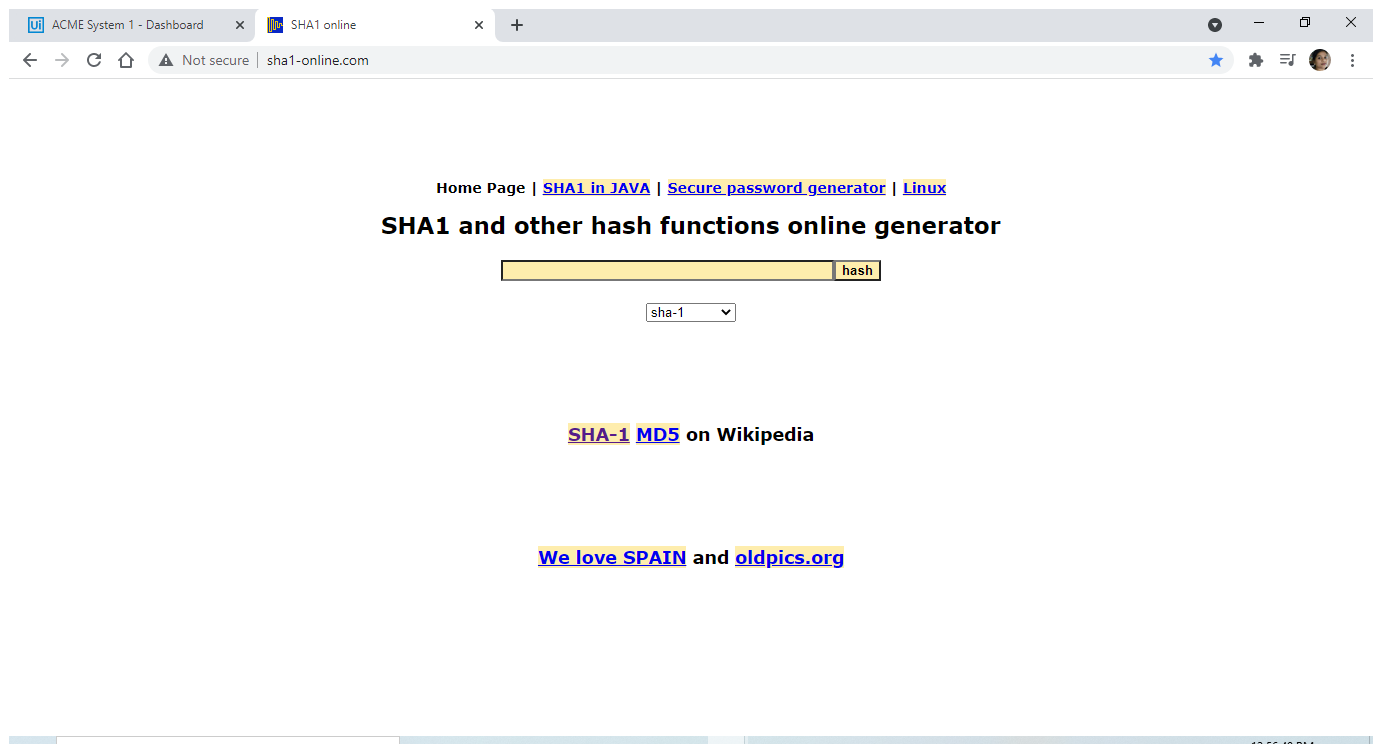 Ui ACME System 1 - Dashboard SHA1 online
Not secure sha1-online.com
Home Page | SHA1 in JAVA | Secure password generator | Linux
SHA1 and other hash functions online generator
hash
sha-1
SHA-1 MD5 on Wikipedia
We love SPAIN and oldpics.org